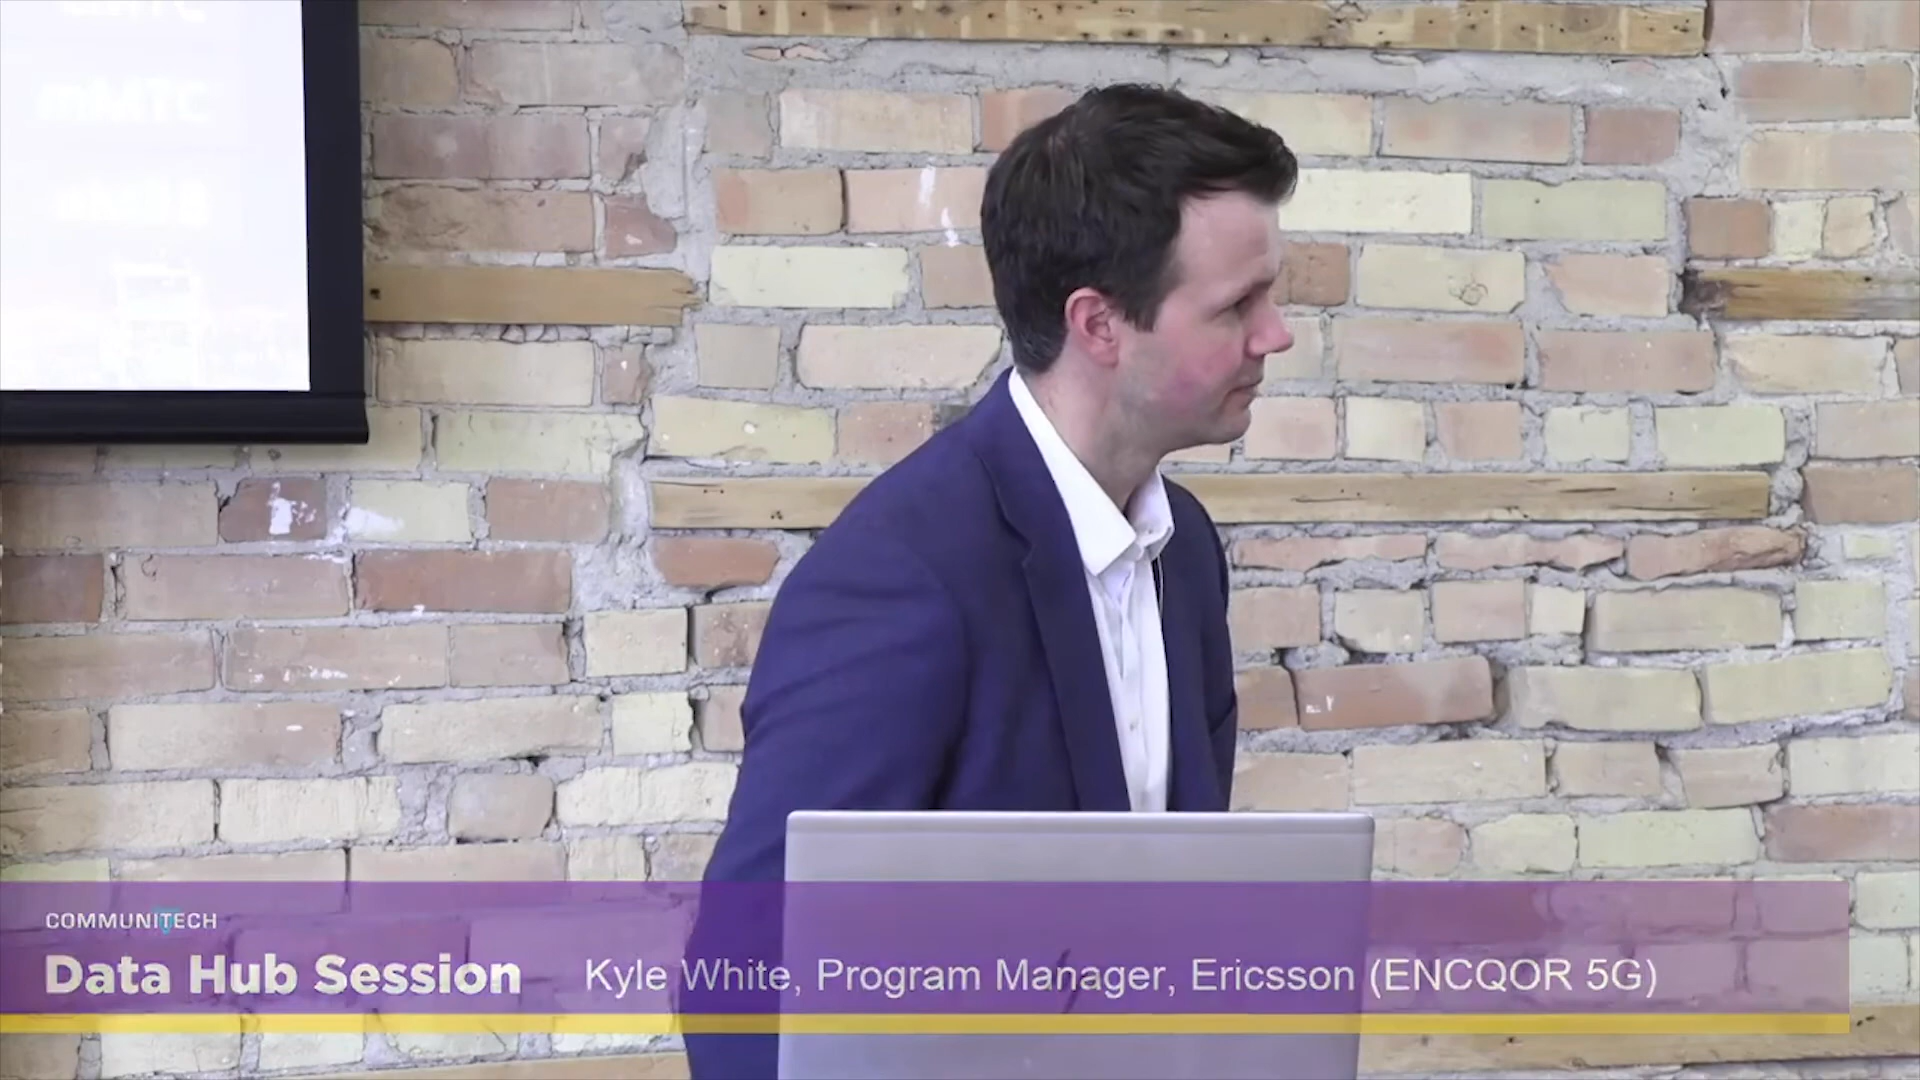 COMMUNITECH
Data Hub Session
Kyle White, Program Manager, Ericsson (ENCQOR 5G)